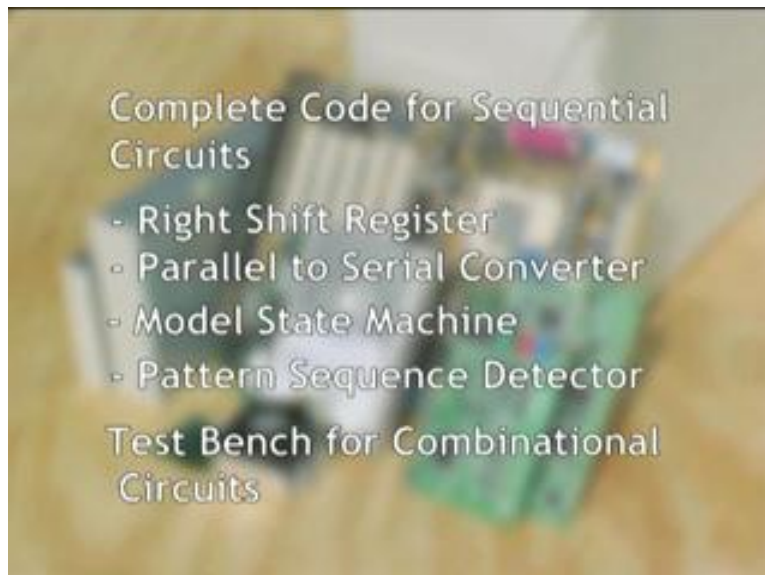 Complete Code for Sequential
Circuits
- Right Shift Register
- Parallel to Serial Converter
- Model State Machine
- Pattern Sequence Detector
Test Bench for Combinational
Circuits